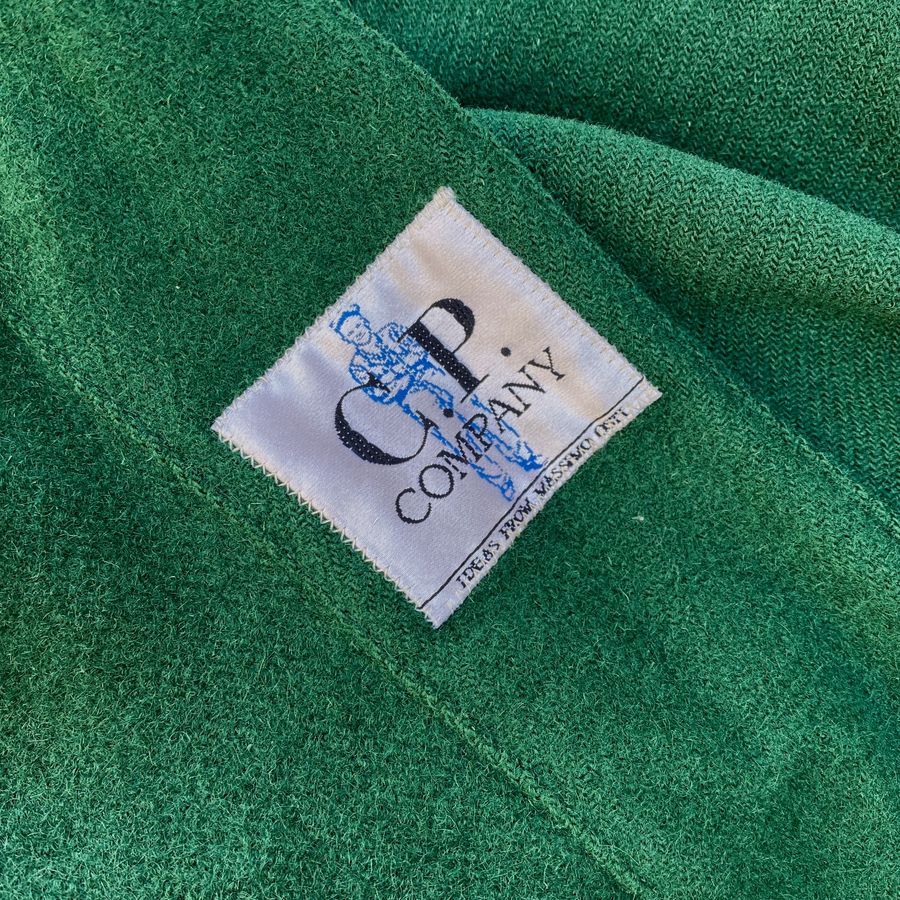 C.P.
COMPANY
IDEAS FROM MASSIMO OSTI